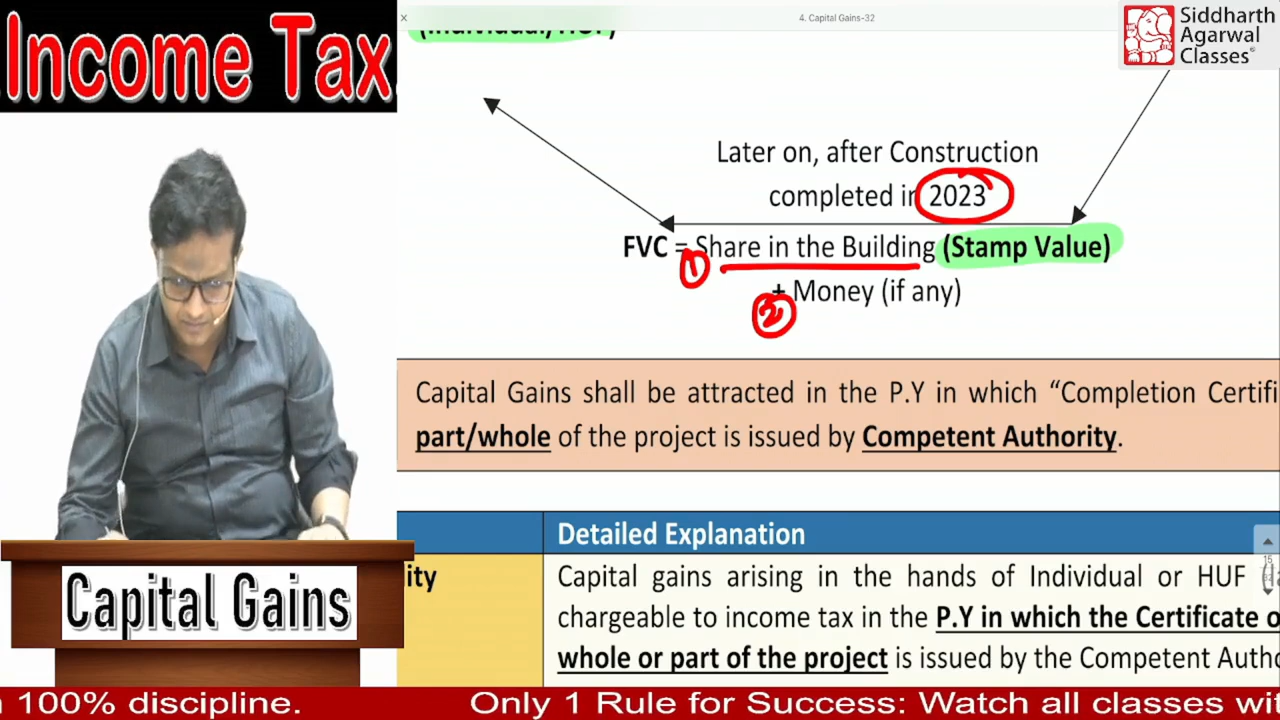 Income Tax
4. Capital Gains-32
Siddharth
Agarwal
Classes
(Individual/HUF)
Later on, after Construction
completed in 2023
FVC = Share in the Building (Stamp Value)
1
+ Money (if any)
2
Capital Gains shall be attracted in the P.Y in which “Completion Certifi
part/whole of the project is issued by Competent Authority.
Detailed Explanation
ity
Capital gains arising in the hands of Individual or HUF
chargeable to income tax in the P.Y in which the Certificate o
whole or part of the project is issued by the Competent Autho
Capital Gains
100% discipline.
Only 1 Rule for Success: Watch all classes wit